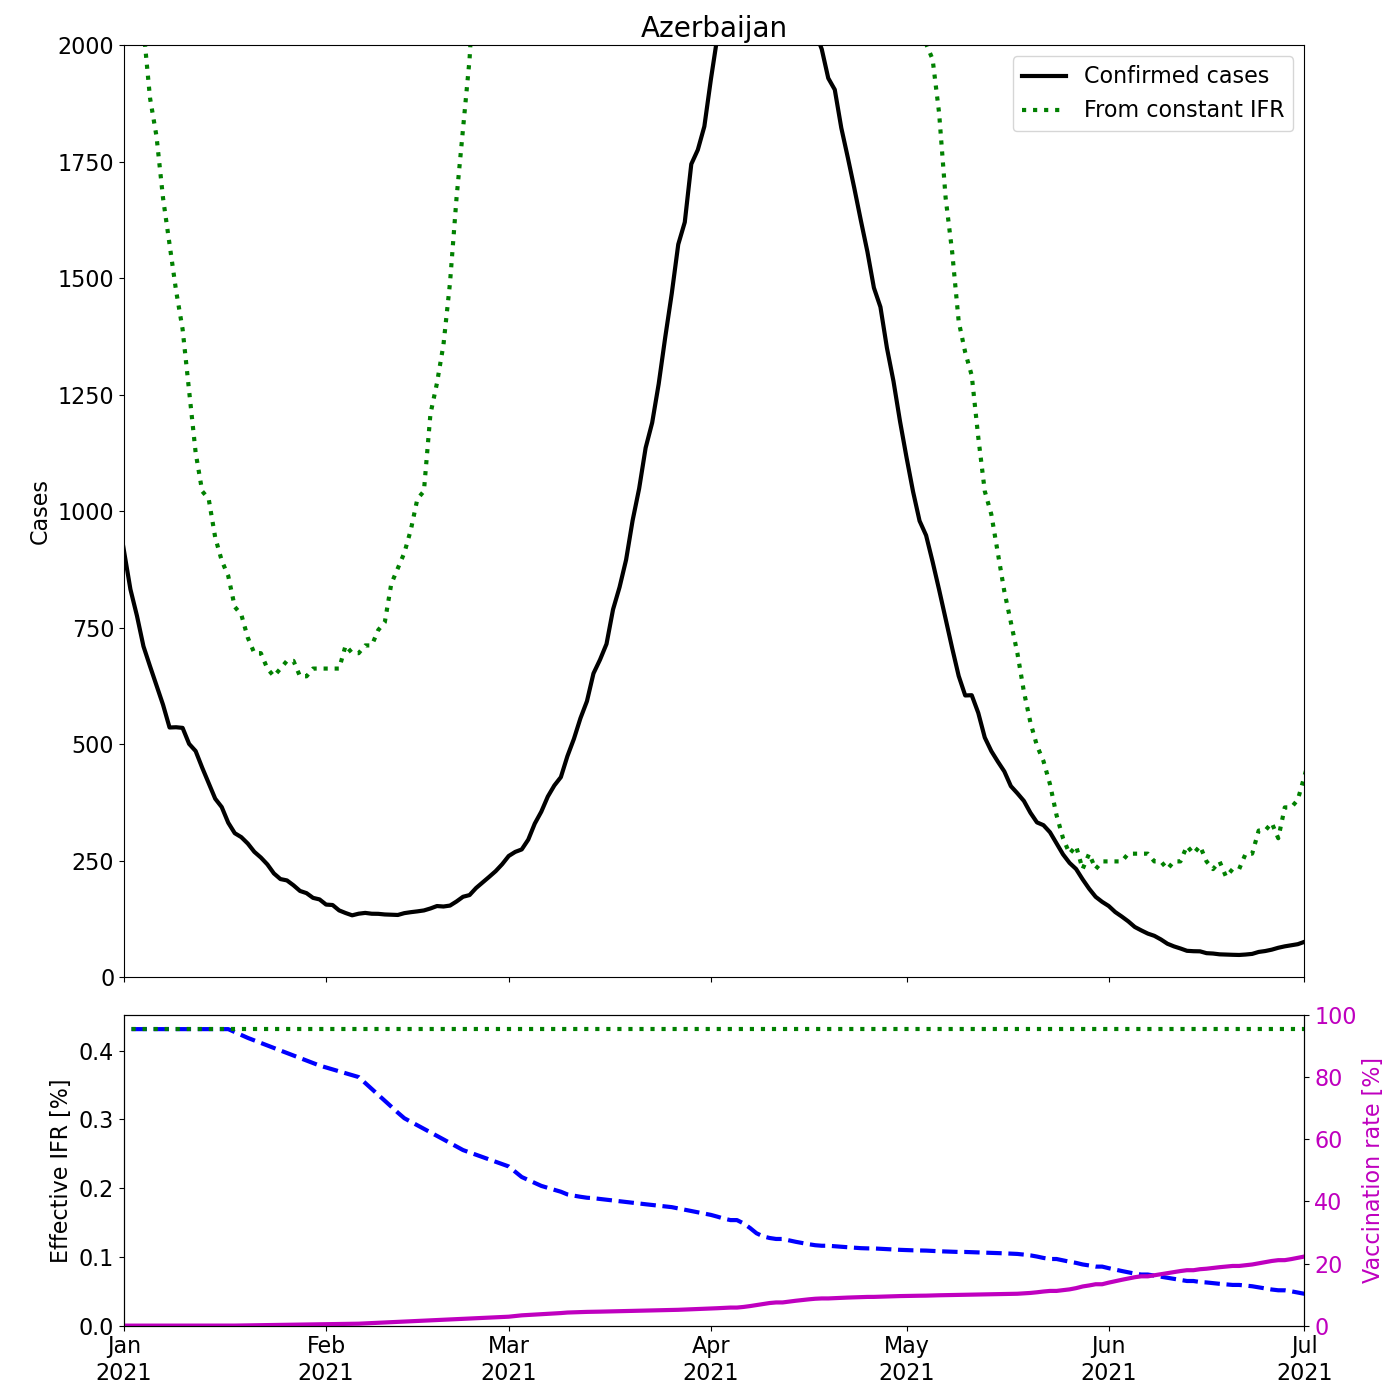 Azerbaijan
2000
1750
1500
1250
1000
750
500
250
0
Cases
Confirmed cases
From constant IFR
0.4
0.3
0.2
0.1
0.0
Effective IFR [%]
100
80
60
40
20
0
Vaccination rate [%]
Jan Feb Mar Apr May Jun Jul
2021 2021 2021 2021 2021 2021 2021